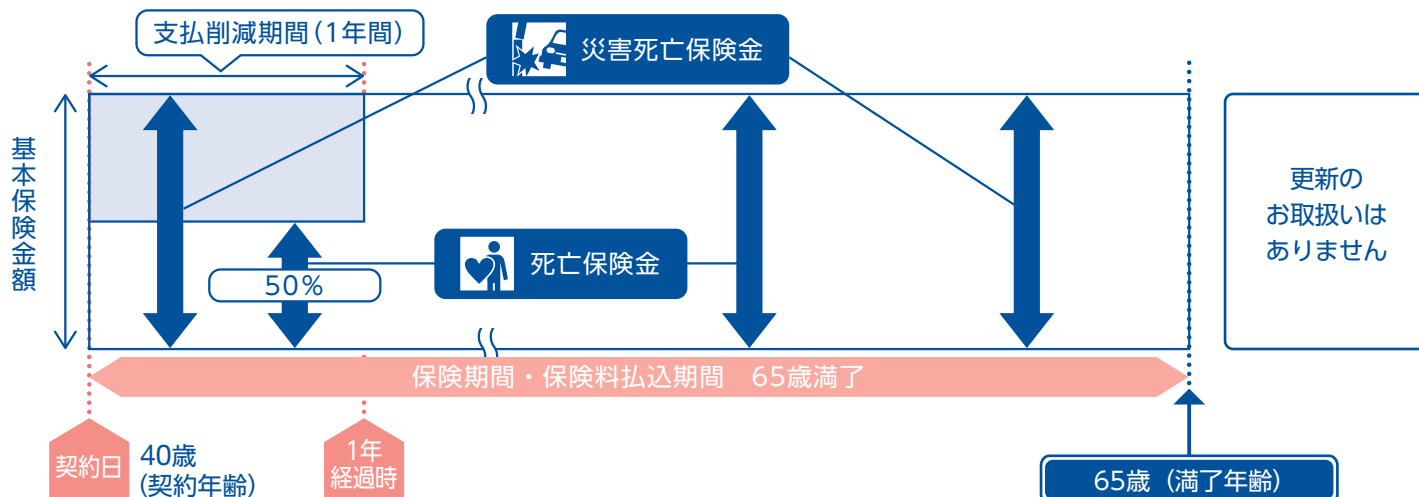 支払削減期間(1年間)
災害死亡保険金
基本保険金額
死亡保険金
50%
更新の
お取扱いは
ありません
保険期間・保険料払込期間 65歳満了
契約日
40歳
(契約年齢)
1年
経過時
65歳(満了年齢)